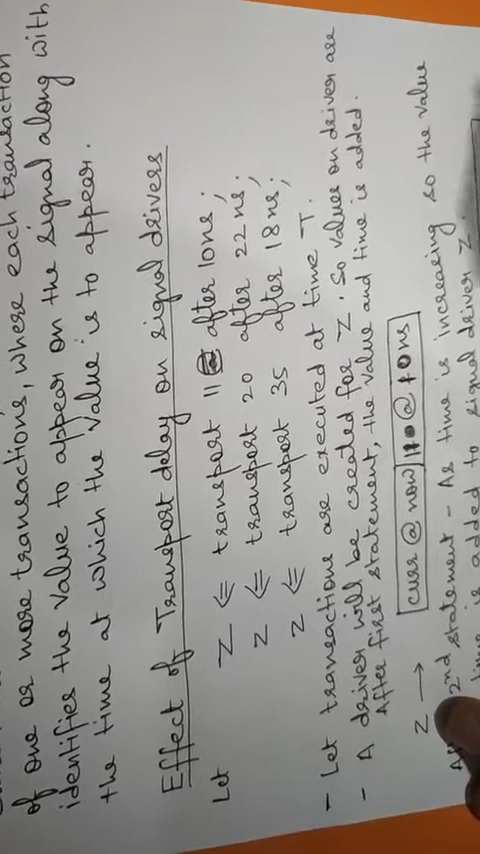 of one or more transactions, where each transaction
identifies the value to appear on the signal along with
the time at which the value is to appear.
Effect of Transport delay on signal drivers
Let
Z <= transport 11 after 10ns;
Z <= transport 20 after 22ns;
Z <= transport 35 after 18ns;
- Let transactions are executed at time T.
- A driver will be created for Z. So values on driver are
After first statement, the value and time is added.
Z → curr @ now
2nd statement - As time is increasing so the value
time is added to signal driver Z.